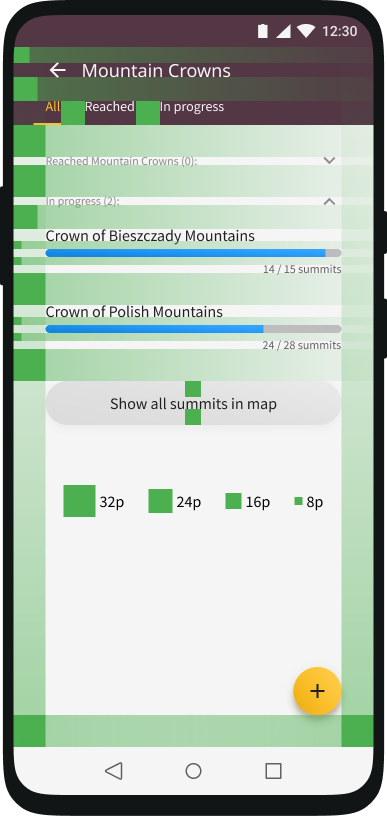 12:30
Mountain Crowns
All Reached In progress
Reached Mountain Crowns (0):
In progress (2):
Crown of Bieszczady Mountains
14 / 15 summits
Crown of Polish Mountains
24 / 28 summits
Show all summits in map
32p 24p 16p 8p
+